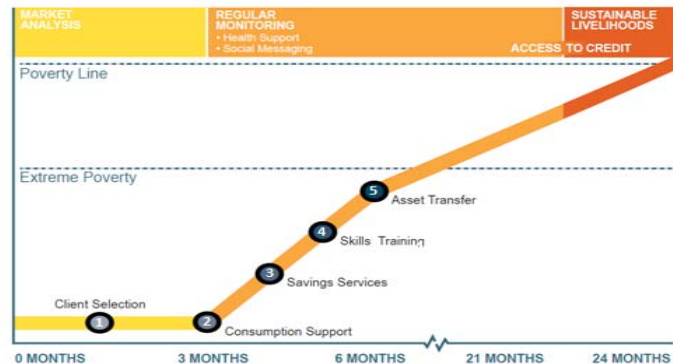 MARKET
ANALYSIS
REGULAR
MONITORING
• Health Support
• Social Messaging
SUSTAINABLE
LIVELIHOODS
ACCESS TO CREDIT
Poverty Line
Extreme Poverty
5
Asset Transfer
4
Skills Training
3
Savings Services
Client Selection
1
2
Consumption Support
0 MONTHS
3 MONTHS
6 MONTHS
21 MONTHS
24 MONTHS